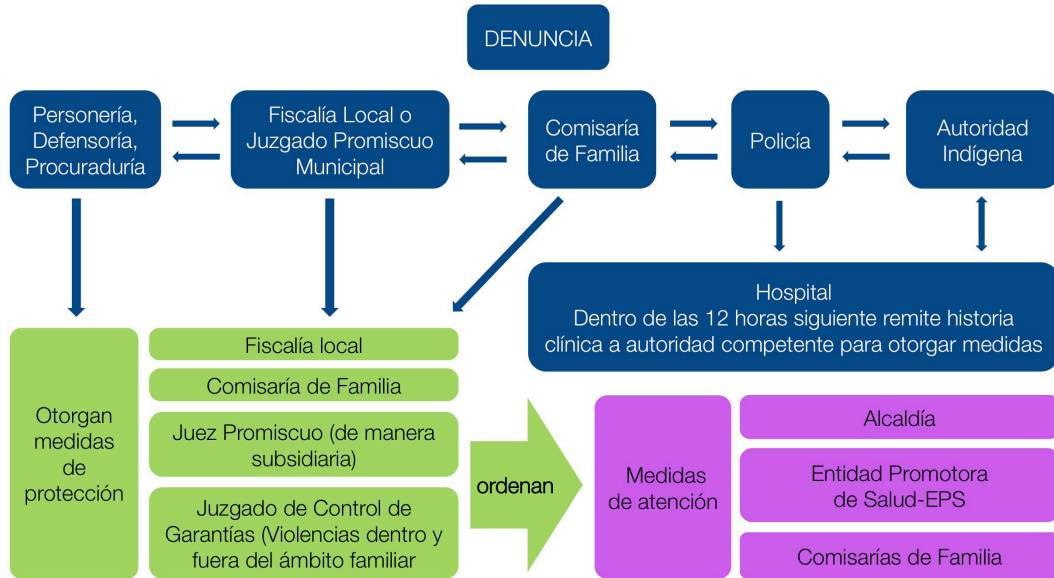 DENUNCIA
Personería,
Defensoría,
Procuraduría
Fiscalía Local o
Juzgado Promiscuo
Municipal
Comisaría
de Familia
Policía
Autoridad
Indígena
Hospital
Dentro de las 12 horas siguiente remite historia
clínica a autoridad competente para otorgar medidas
Otorgan
medidas
de
protección
Fiscalía local
Comisaría de Familia
Juez Promiscuo (de manera
subsidiaria)
Juzgado de Control de
Garantías (Violencias dentro y
fuera del ámbito familiar
ordenan
Medidas
de atención
Alcaldía
Entidad Promotora
de Salud-EPS
Comisarías de Familia